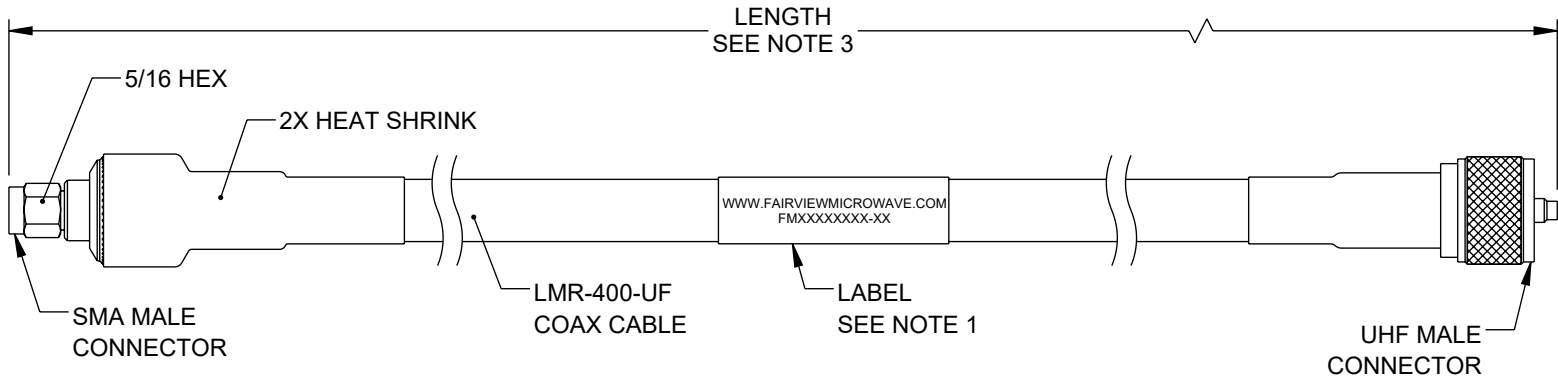 LENGTH
SEE NOTE 3
5/16 HEX
2X HEAT SHRINK
WWW.FAIRVIEWMICROWAVE.COM
FMXXXXXXXX-XX
SMA MALE
CONNECTOR
LMR-400-UF
COAX CABLE
LABEL
SEE NOTE 1
UHF MALE
CONNECTOR